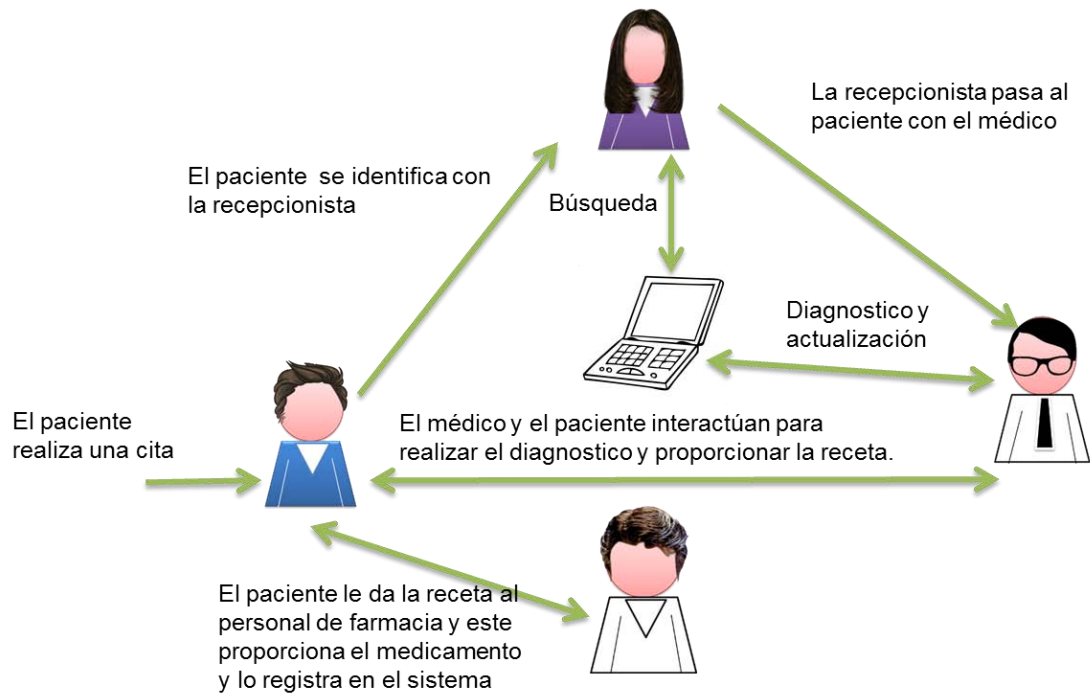 La recepcionista pasa al
paciente con el médico
El paciente se identifica con
la recepcionista
Búsqueda
Diagnostico y
actualización
El paciente
realiza una cita
El médico y el paciente interactúan para
realizar el diagnostico y proporcionar la receta.
El paciente le da la receta al
personal de farmacia y este
proporciona el medicamento
y lo registra en el sistema